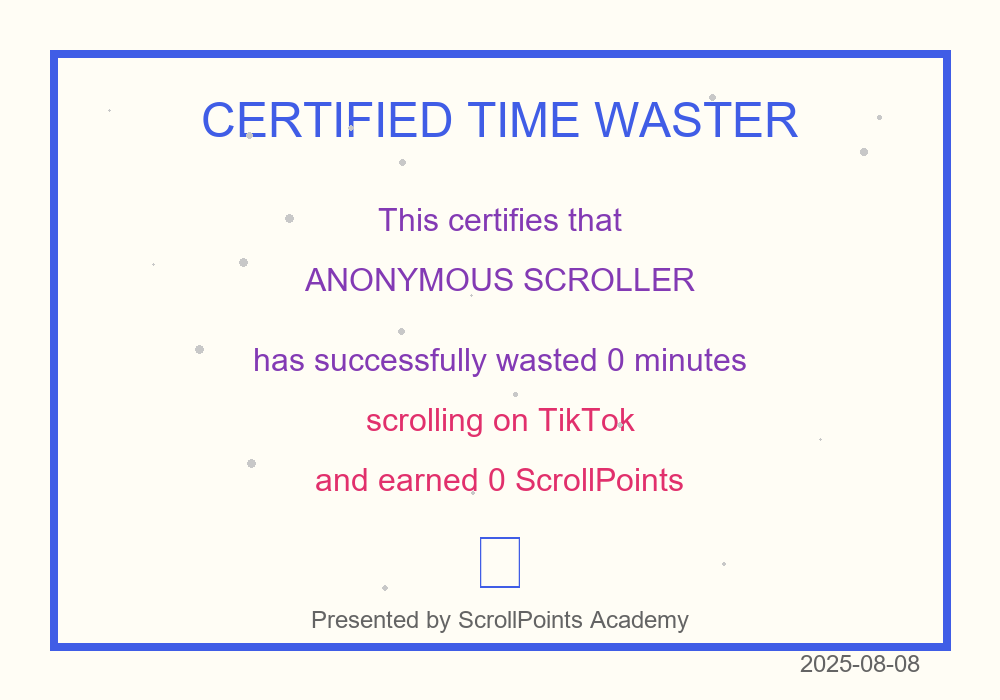 CERTIFIED TIME WASTER
This certifies that
ANONYMOUS SCROLLER
has successfully wasted 0 minutes
scrolling on TikTok
and earned 0 ScrollPoints
Presented by ScrollPoints Academy
2025-08-08